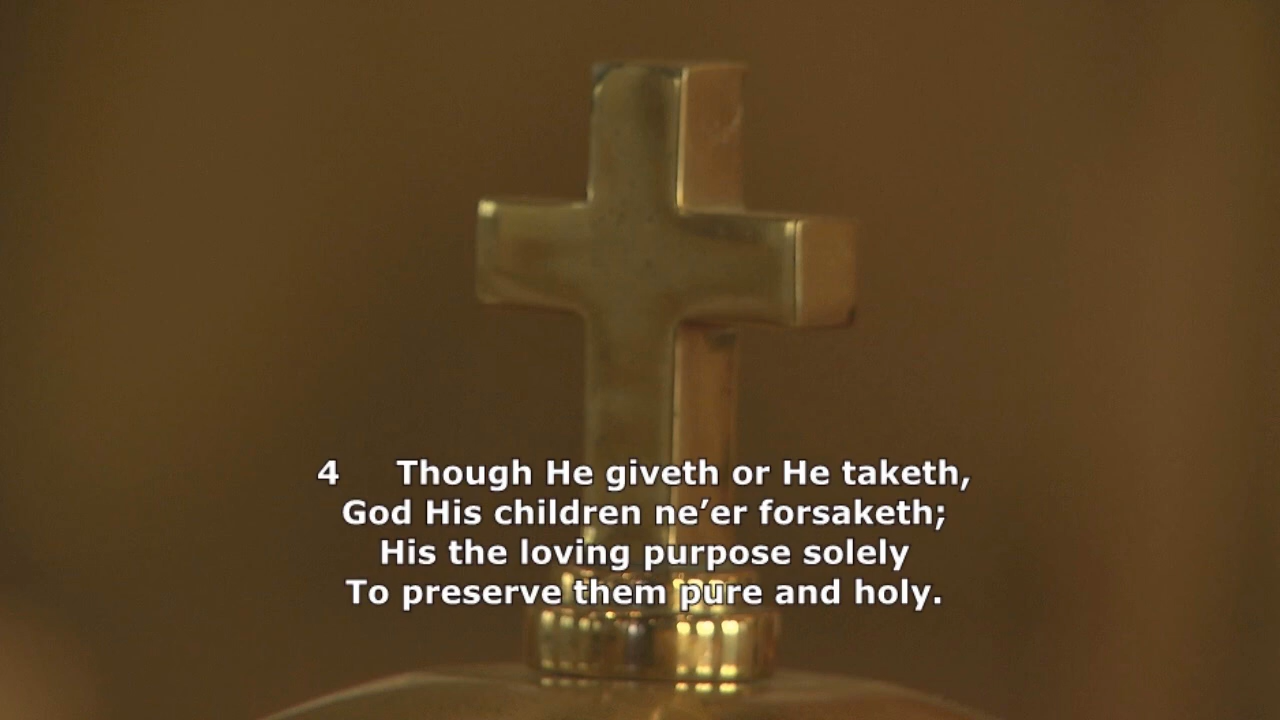 4 Though He giveth or He taketh,
God His children ne’er forsaketh;
His the loving purpose solely
To preserve them pure and holy.